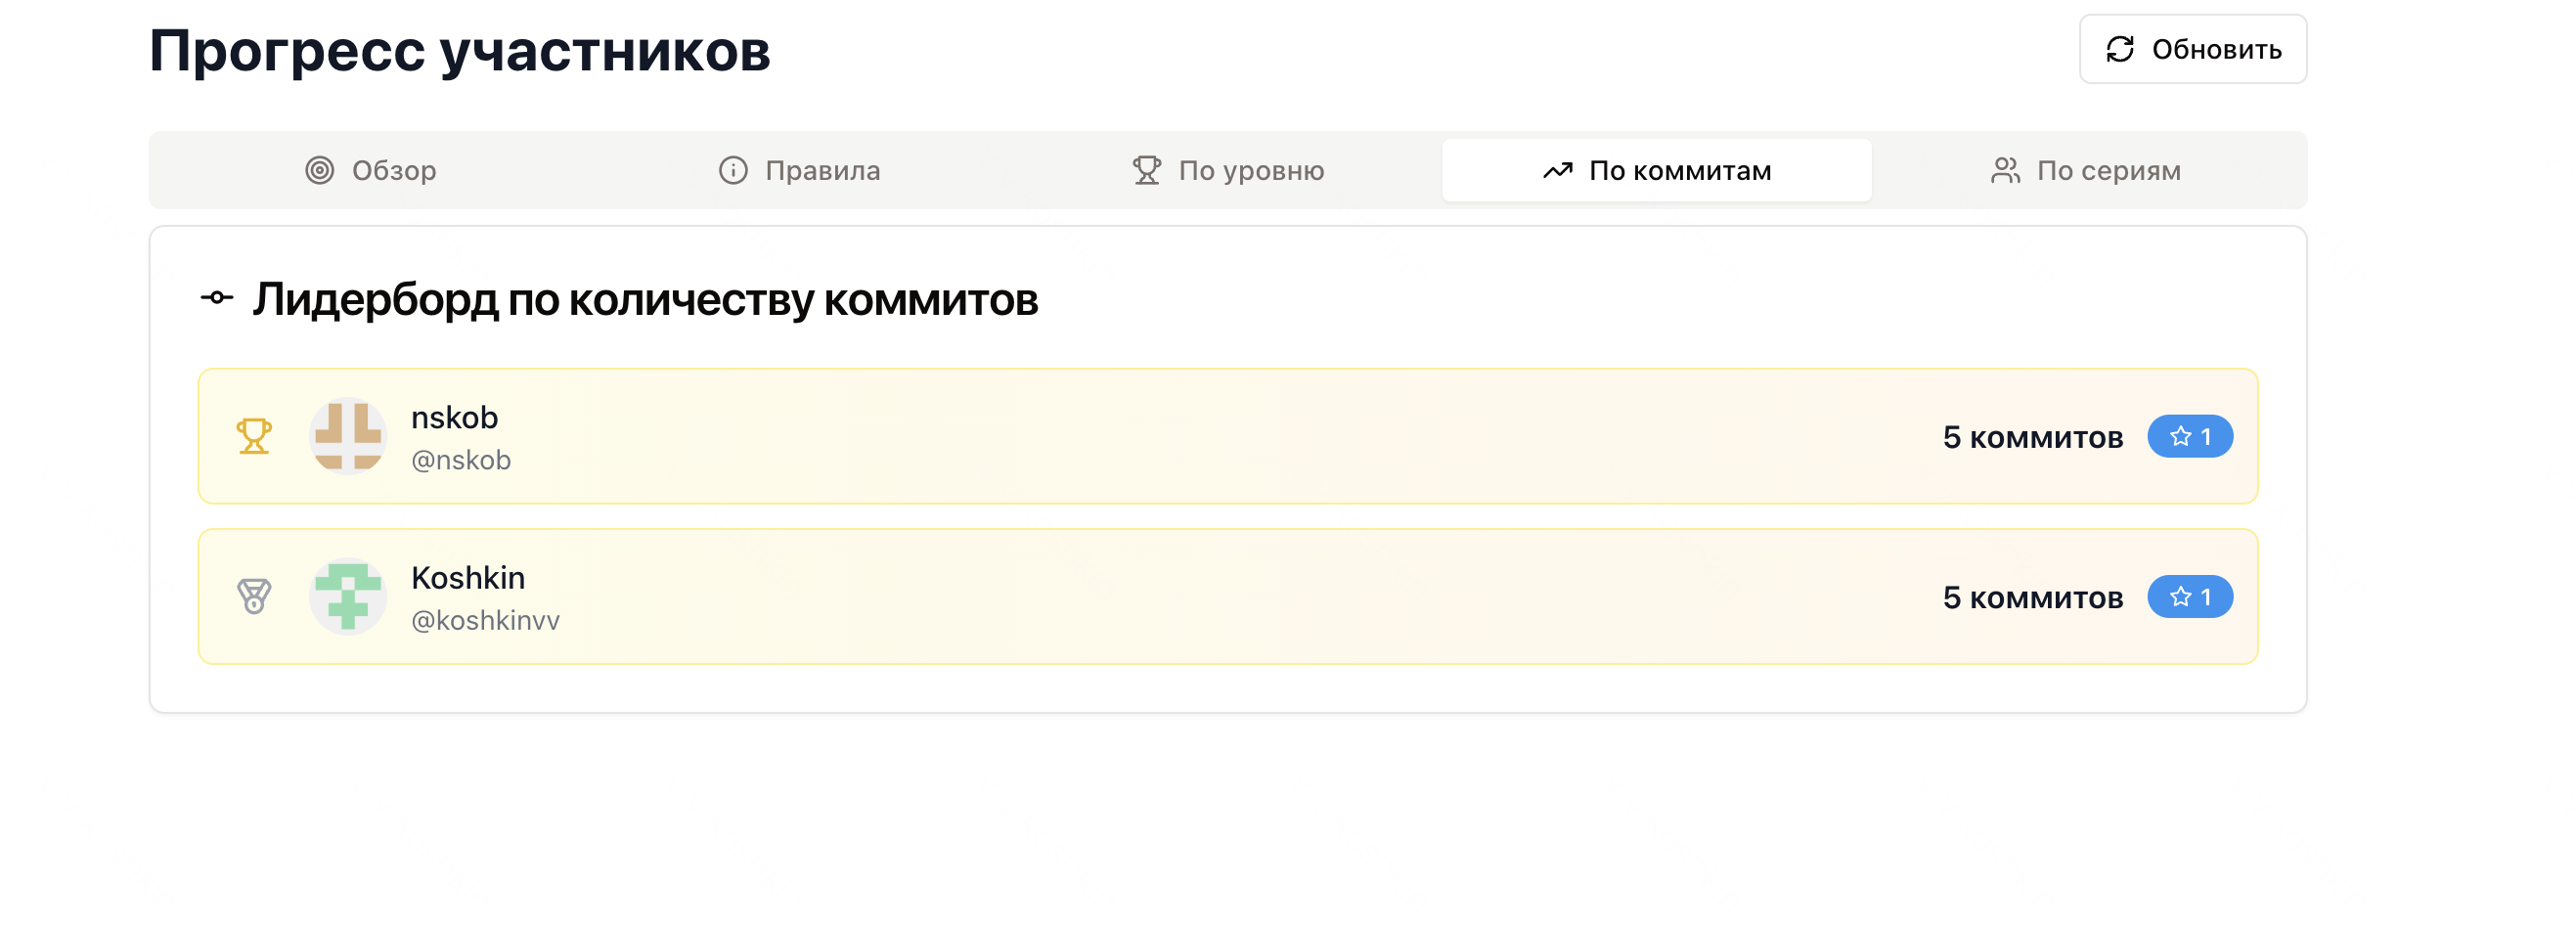 Прогресс участников
Обновить
Обзор
Правила
По уровню
По коммитам
По сериям
Лидерборд по количеству коммитов
nskob
@nskob
5 коммитов
1
Koshkin
@koshkinvv
5 коммитов
1